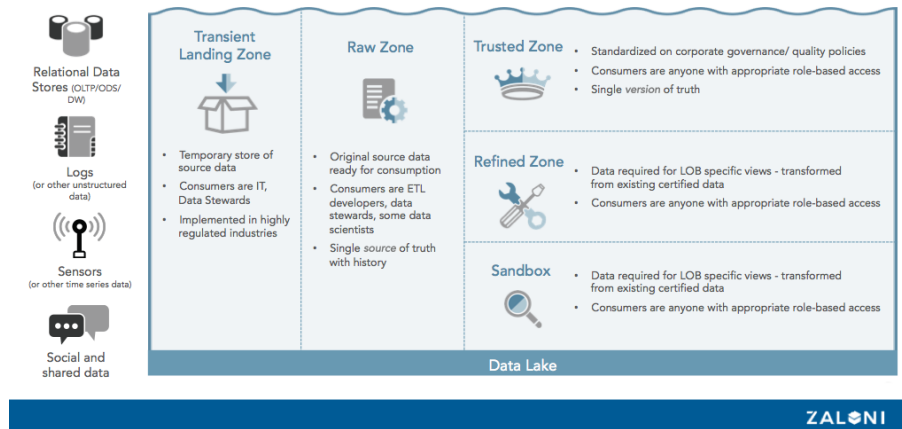 Relational Data
Stores (OLTP/ODS/
DW)
Logs
(or other unstructured
data)
Sensors
(or other time series data)
Social and
shared data
Transient
Landing Zone
• Temporary store of
source data
• Consumers are IT,
Data Stewards
• Implemented in highly
regulated industries
Raw Zone
• Original source data
ready for consumption
• Consumers are ETL
developers, data
stewards, some data
scientists
• Single source of truth
with history
Trusted Zone
• Standardized on corporate governance/ quality policies
• Consumers are anyone with appropriate role-based access
• Single version of truth
Refined Zone
• Data required for LOB specific views - transformed
from existing certified data
• Consumers are anyone with appropriate role-based access
Sandbox
• Data required for LOB specific views - transformed
from existing certified data
• Consumers are anyone with appropriate role-based access
Data Lake
ZALONI